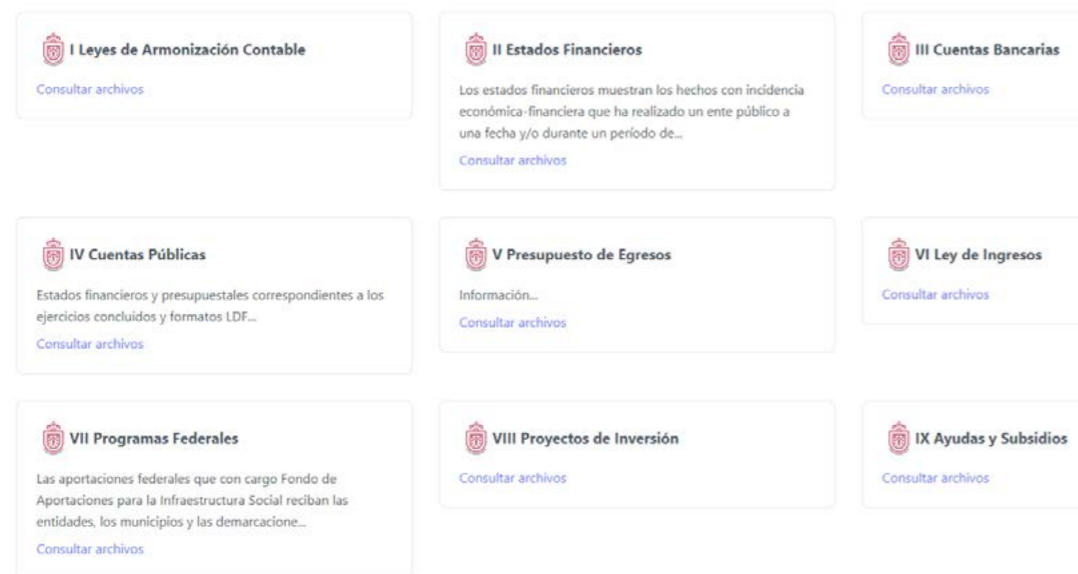 I Leyes de Armonización Contable
Consultar archivos
II Estados Financieros
Los estados financieros muestran los hechos con incidencia
económica-financiera que ha realizado un ente público a
una fecha y/o durante un período de...
Consultar archivos
III Cuentas Bancarias
Consultar archivos
IV Cuentas Públicas
Estados financieros y presupuestales correspondientes a los
ejercicios concluidos y formatos LDF...
Consultar archivos
V Presupuesto de Egresos
Información...
Consultar archivos
VI Ley de Ingresos
Consultar archivos
VII Programas Federales
Las aportaciones federales que con cargo Fondo de
Aportaciones para la Infraestructura Social reciban las
entidades, los municipios y las demarcacione...
Consultar archivos
VIII Proyectos de Inversión
Consultar archivos
IX Ayudas y Subsidios
Consultar archivos